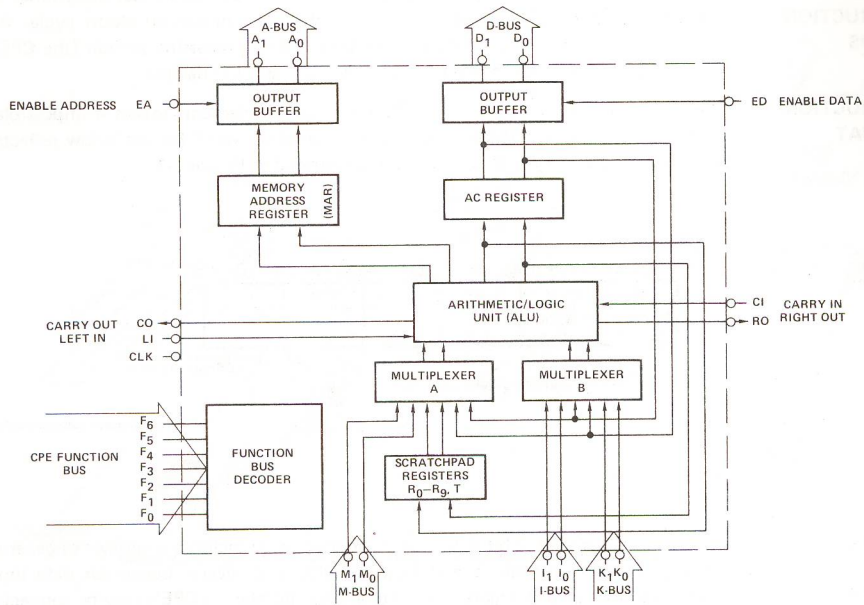 RUCTION
A-BUS
A1 A0
D-BUS
D1 D0
ENABLE ADDRESS EA
OUTPUT BUFFER
OUTPUT BUFFER
ED ENABLE DATA
AT
MEMORY ADDRESS REGISTER (MAR)
AC REGISTER
ARITHMETIC/LOGIC UNIT (ALU)
CARRY OUT CO
LEFT IN LI
CLK
CI CARRY IN
RO RIGHT OUT
MULTIPLEXER A
MULTIPLEXER B
CPE FUNCTION BUS
F6
F5
F4
F3
F2
F1
F0
FUNCTION BUS DECODER
SCRATCHPAD REGISTERS R0–R9, T
M1 M0
M-BUS
I1 I0
I-BUS
K1 K0
K-BUS